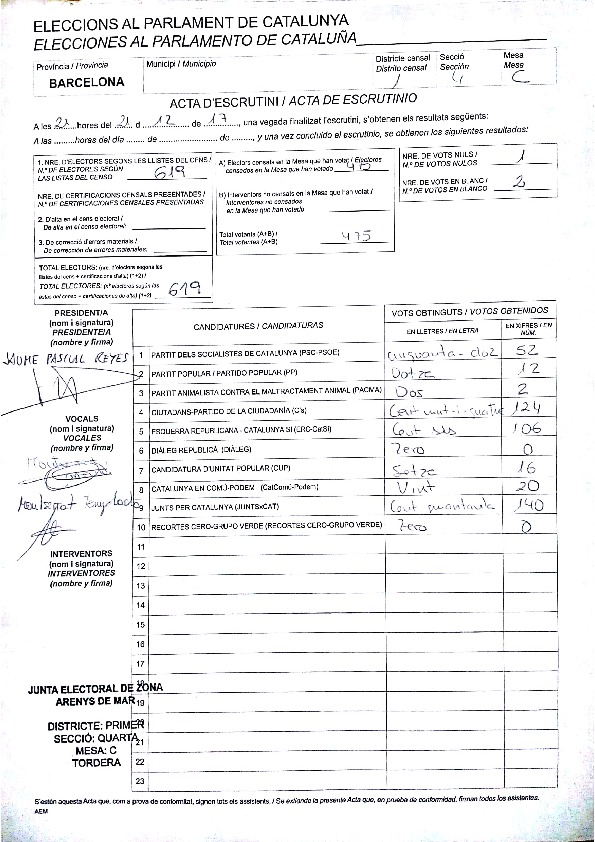 ELECCIONS AL PARLAMENT DE CATALUNYA
ELECCIONES AL PARLAMENTO DE CATALUÑA
Província / Provincia
BARCELONA
Municipi / Municipio
Districte censal
Distrito censal
1
Secció
Sección
4
Mesa
Mesa
C
ACTA D'ESCRUTINI / ACTA DE ESCRUTINIO
A les 21 hores del 21 d 12 de 17, una vegada finalitzat l'escrutini, s'obtenen els resultats següents:
A las ......... horas del día ....... de ............................ de ........., y una vez concluido el escrutinio, se obtienen los siguientes resultados:
1. NRE. D'ELECTORS SEGONS LES LLISTES DEL CENS /
N.º DE ELECTORES SEGÚN
LAS LISTAS DEL CENSO 619
NRE. DE CERTIFICACIONS CENSALS PRESENTADES /
N.º DE CERTIFICACIONES CENSALES PRESENTADAS
2. D'alta en el cens electoral /
De alta en el censo electoral
3. De correcció d'errors materials /
De corrección de errores materiales
TOTAL ELECTORS: (nre. d'electors segons les
llistes del cens + certificacions d'alta) (1+2) /
TOTAL ELECTORES: (nº electores según las
listas del censo + certificaciones de alta) (1+2) 619
A) Electors censats en la Mesa que han votat / Electores
censados en la Mesa que han votado
B) Interventors no censats en la Mesa que han votat /
Interventores no censados
en la Mesa que han votado
Total votants (A+B) /
Total votantes (A+B) 475
NRE. DE VOTS NULS /
N.º DE VOTOS NULOS 1
NRE. DE VOTS EN BLANC /
N.º DE VOTOS EN BLANCO 2
PRESIDENT/A
(nom i signatura)
PRESIDENTE/A
(nombre y firma)
JAUME PASCUAL REYES
VOCALS
(nom i signatura)
VOCALES
(nombre y firma)
Montserrat
INTERVENTORS
(nom i signatura)
INTERVENTORES
(nombre y firma)
CANDIDATURES / CANDIDATURAS
VOTS OBTINGUTS / VOTOS OBTENIDOS
EN LLETRES / EN LETRA
EN XIFRES / EN NÚM.
1 PARTIT DELS SOCIALISTES DE CATALUNYA (PSC-PSOE) cinquanta-dos 52
2 PARTIT POPULAR / PARTIDO POPULAR (PP) Dotze 12
3 PARTIT ANIMALISTA CONTRA EL MALTRACTAMENT ANIMAL (PACMA) Dos 2
4 CIUTADANS-PARTIDO DE LA CIUDADANÍA (C's) Cent vint-i-quatre 124
5 ESQUERRA REPUBLICANA - CATALUNYA SÍ (ERC-CatSí) Cent sis 106
6 DIÀLEG REPUBLICÀ (DIÀLEG) Zero 0
7 CANDIDATURA D'UNITAT POPULAR (CUP) Setze 16
8 CATALUNYA EN COMÚ-PODEM (CatComú-Podem) Vint 20
9 JUNTS PER CATALUNYA (JUNTSxCAT) Cent quaranta 140
10 RECORTES CERO-GRUPO VERDE (RECORTES CERO-GRUPO VERDE) Zero 0
11
12
13
14
15
16
17
18
19
20
21
22
23
JUNTA ELECTORAL DE ZONA
ARENYS DE MAR
DISTRICTE: PRIMER
SECCIÓ: QUARTA
MESA: C
TORDERA
S'estén aquesta Acta que, com a prova de conformitat, signen tots els assistents. / Se extiende la presente Acta que, en prueba de conformidad, firman todos los asistentes.
AEM